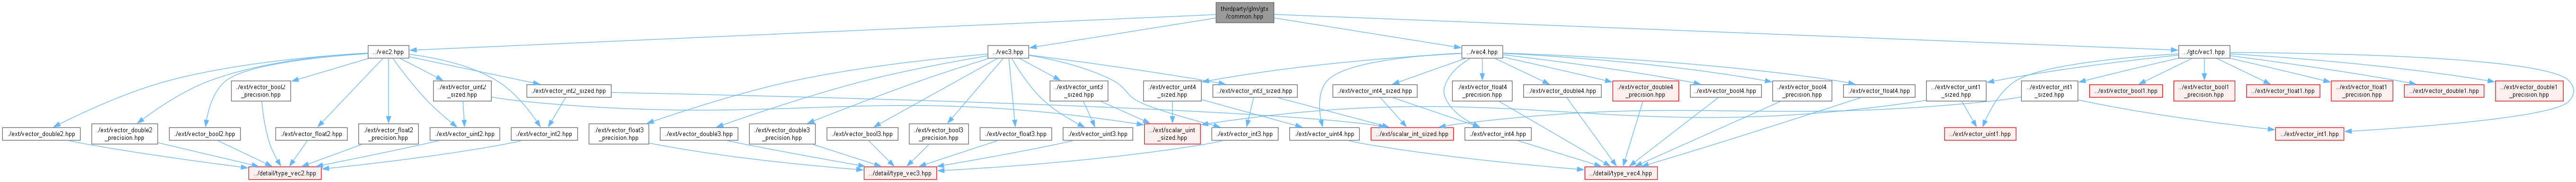 thirdparty/glm/gtx
/common.hpp
../vec2.hpp
../vec3.hpp
../vec4.hpp
../gtc/vec1.hpp
../ext/vector_bool2
_precision.hpp
../ext/vector_uint2
_sized.hpp
../ext/vector_int2_sized.hpp
../ext/vector_uint3
_sized.hpp
../ext/vector_int3_sized.hpp
../ext/vector_uint4
_sized.hpp
../ext/vector_int4_sized.hpp
../ext/vector_float4
_precision.hpp
../ext/vector_double4.hpp
../ext/vector_double4
_precision.hpp
../ext/vector_bool4.hpp
../ext/vector_bool4
_precision.hpp
../ext/vector_float4.hpp
../ext/vector_uint1
_sized.hpp
../ext/vector_int1
_sized.hpp
../ext/vector_bool1.hpp
../ext/vector_bool1
_precision.hpp
../ext/vector_float1.hpp
../ext/vector_float1
_precision.hpp
../ext/vector_double1.hpp
../ext/vector_double1
_precision.hpp
../ext/vector_double2.hpp
../ext/vector_double2
_precision.hpp
../ext/vector_bool2.hpp
../ext/vector_float2.hpp
../ext/vector_float2
_precision.hpp
../ext/vector_uint2.hpp
../ext/vector_int2.hpp
../ext/vector_float3
_precision.hpp
../ext/vector_double3.hpp
../ext/vector_double3
_precision.hpp
../ext/vector_bool3.hpp
../ext/vector_bool3
_precision.hpp
../ext/vector_float3.hpp
../ext/vector_uint3.hpp
../ext/scalar_uint
_sized.hpp
../ext/vector_int3.hpp
../ext/vector_uint4.hpp
../ext/scalar_int_sized.hpp
../ext/vector_int4.hpp
../ext/vector_uint1.hpp
../ext/vector_int1.hpp
../detail/type_vec2.hpp
../detail/type_vec3.hpp
../detail/type_vec4.hpp